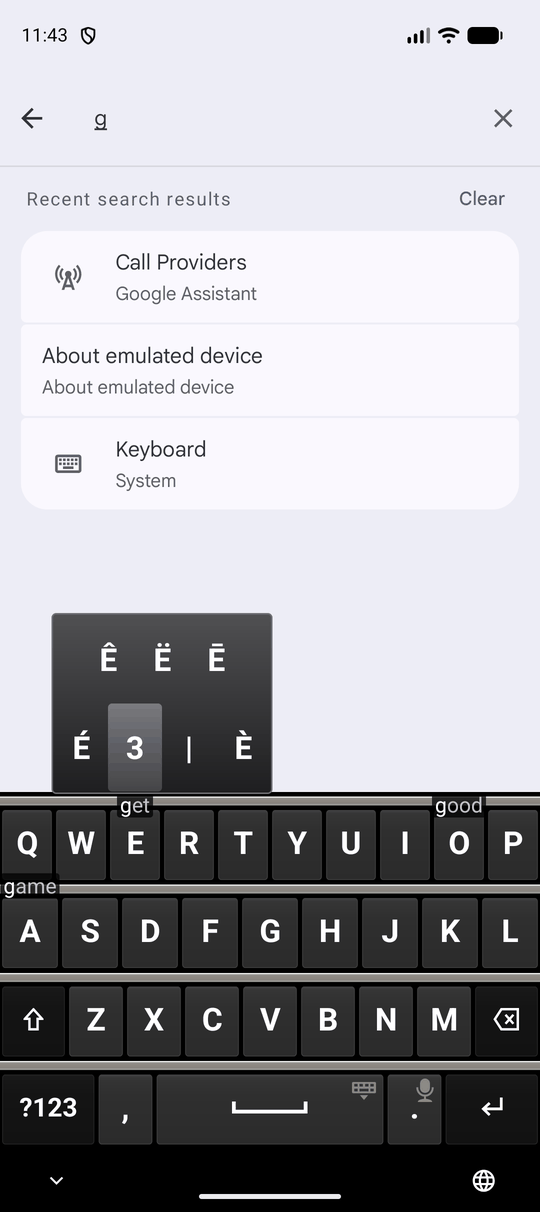 11:43
g
Recent search results Clear
Call Providers
Google Assistant
About emulated device
About emulated device
Keyboard
System
Ê Ë Ē
É 3 | È
get good
Q W E R T Y U I O P
game
A S D F G H J K L
Z X C V B N M
?123 , .